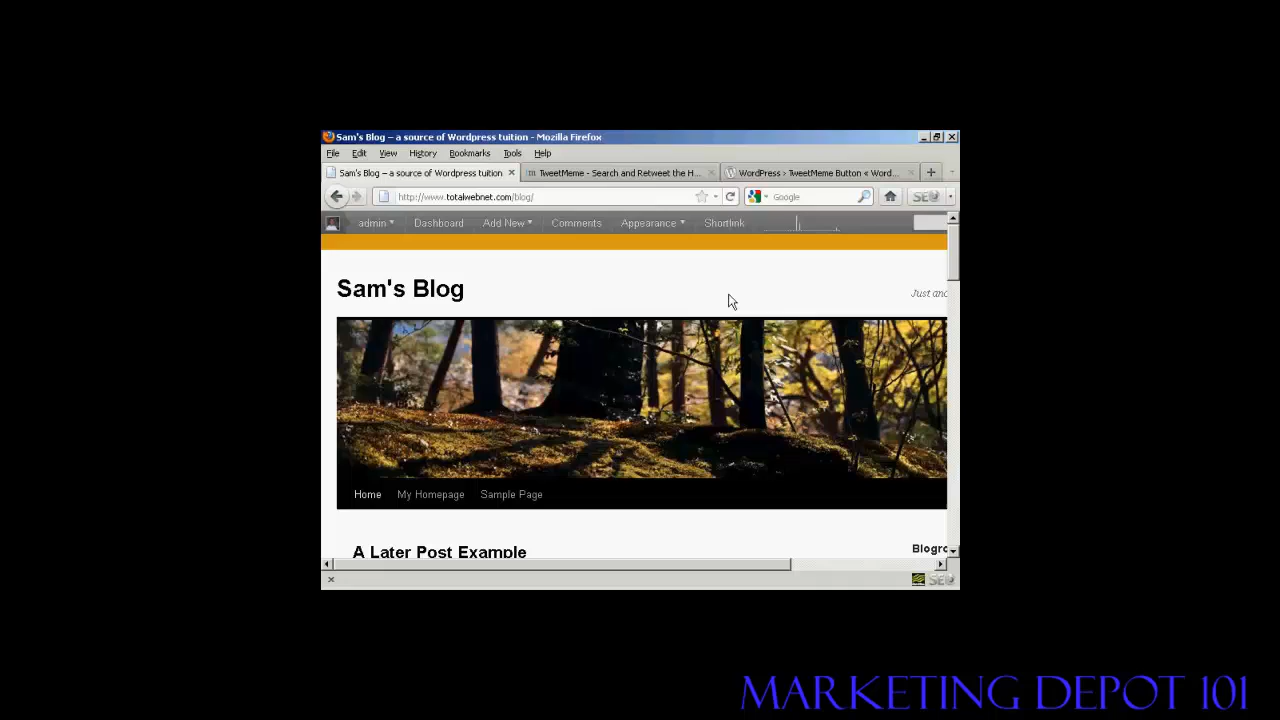 Sam's Blog – a source of Wordpress tuition - Mozilla Firefox
File Edit View History Bookmarks Tools Help
Sam's Blog – a source of Wordpress tuition TweetMeme - Search and Retweet the H... WordPress › TweetMeme Button « Word...
http://www.totalwebnet.com/blog/ Google SEO
admin Dashboard Add New Comments Appearance Shortlink
Sam's Blog
Just and
Home My Homepage Sample Page
A Later Post Example
Blogro
SEO
MARKETING DEPOT 101